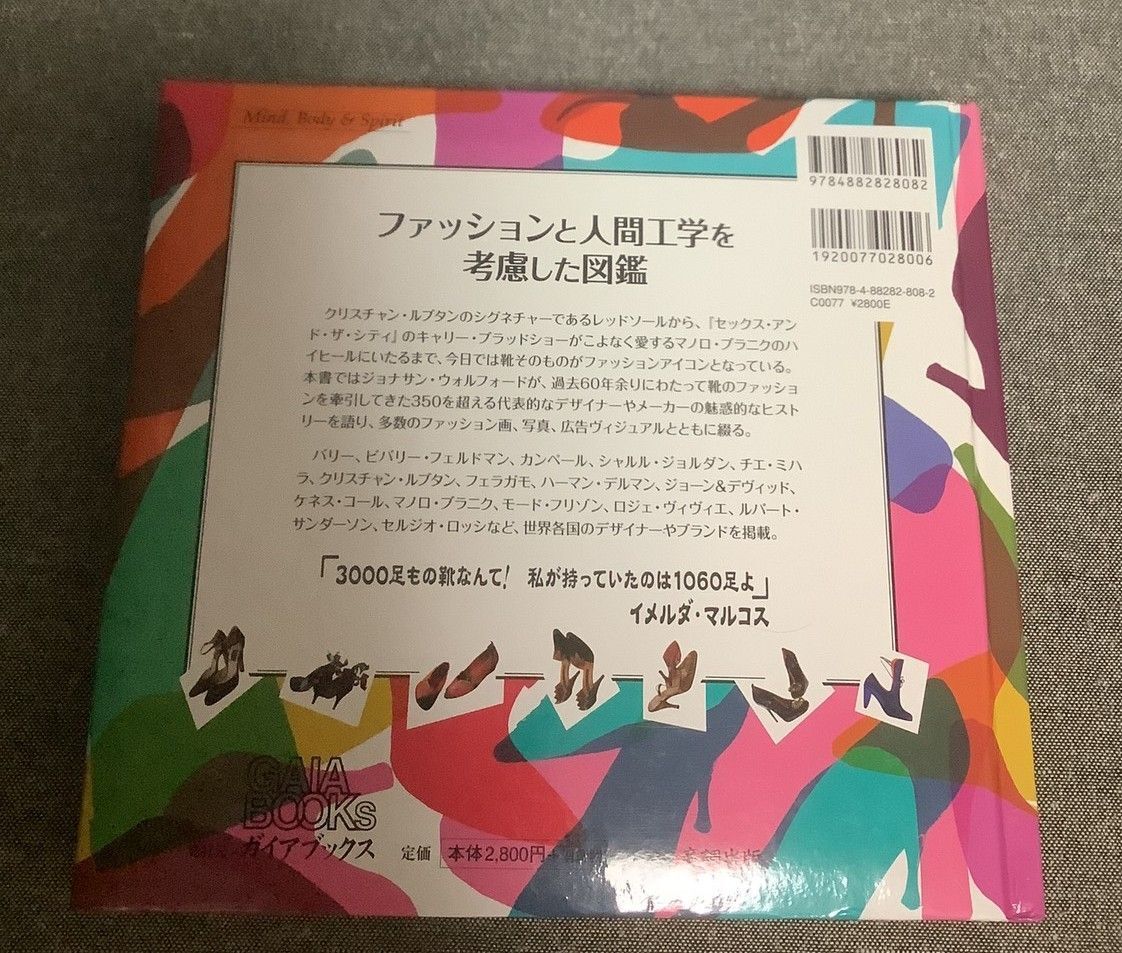 Mind, Body & Spirit
9784882828082
1920077028006
ISBN978-4-88282-808-2
C0077 ¥2800E
ファッションと人間工学を
考慮した図鑑
クリスチャン・ルブタンのシグネチャーであるレッドソールから、『セックス・アン
ド・ザ・シティ』のキャリー・ブラッドショーがこよなく愛するマノロ・ブラニクのハ
イヒールにいたるまで、今日では靴そのものがファッションアイコンとなっている。
本書ではジョナサン・ウォルフォードが、過去60年余りにわたって靴のファッショ
ンを牽引してきた350を超える代表的なデザイナーやメーカーの魅惑的なヒスト
リーを語り、多数のファッション画、写真、広告ヴィジュアルとともに綴る。
バリー、ビバリー・フェルドマン、カンペール、シャルル・ジョルダン、チエ・ミハ
ラ、クリスチャン・ルブタン、フェラガモ、ハーマン・デルマン、ジョーン&デヴィッド、
ケネス・コール、マノロ・ブラニク、モード・フリゾン、ロジェ・ヴィヴィエ、ルパート・
サンダーソン、セルジオ・ロッシなど、世界各国のデザイナーやブランドを掲載。
「3000足もの靴なんて! 私が持っていたのは1060足よ」
イメルダ・マルコス
GAIA
BOOKS
ガイアブックス
定価 本体2,800円